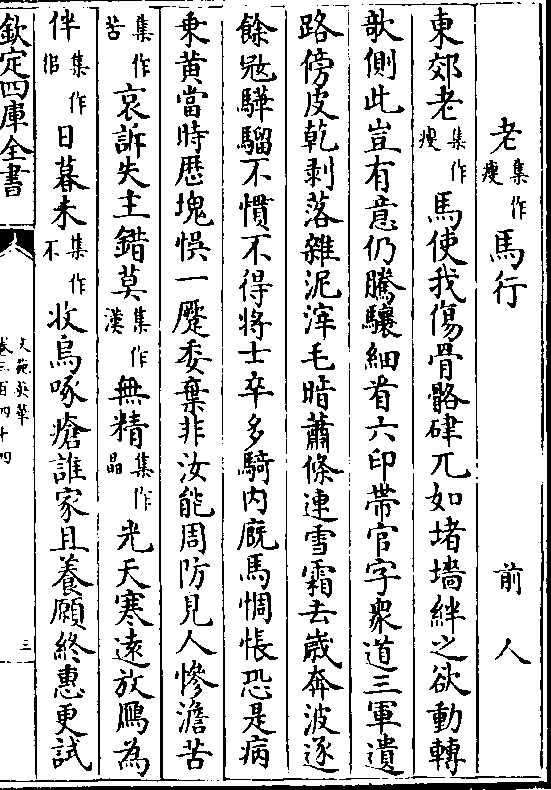 老集作瘦馬行　前人
東郊老集作瘦馬使我傷骨骼硉兀如堵墻絆之欲動轉
欹側此豈有意仍騰驤細看六印帶官字衆道三軍遺
路傍皮乾剥落雜泥滓毛暗蕭條連雪霜去歳奔波逐
餘㓂驊騮不慣不得將士卒多騎内廐馬惆悵恐是病
乗黄當時歴塊悞一蹷委棄非汝能周防見人慘澹苦
集作苦哀訴失主錯莫集作漠無精集作晶光天寒逺放鴈為
伴集作侣日暮未集作不收烏啄瘡誰家且養願終惠更試
欽定四庫全書
文苑英華
卷三百四十四
三